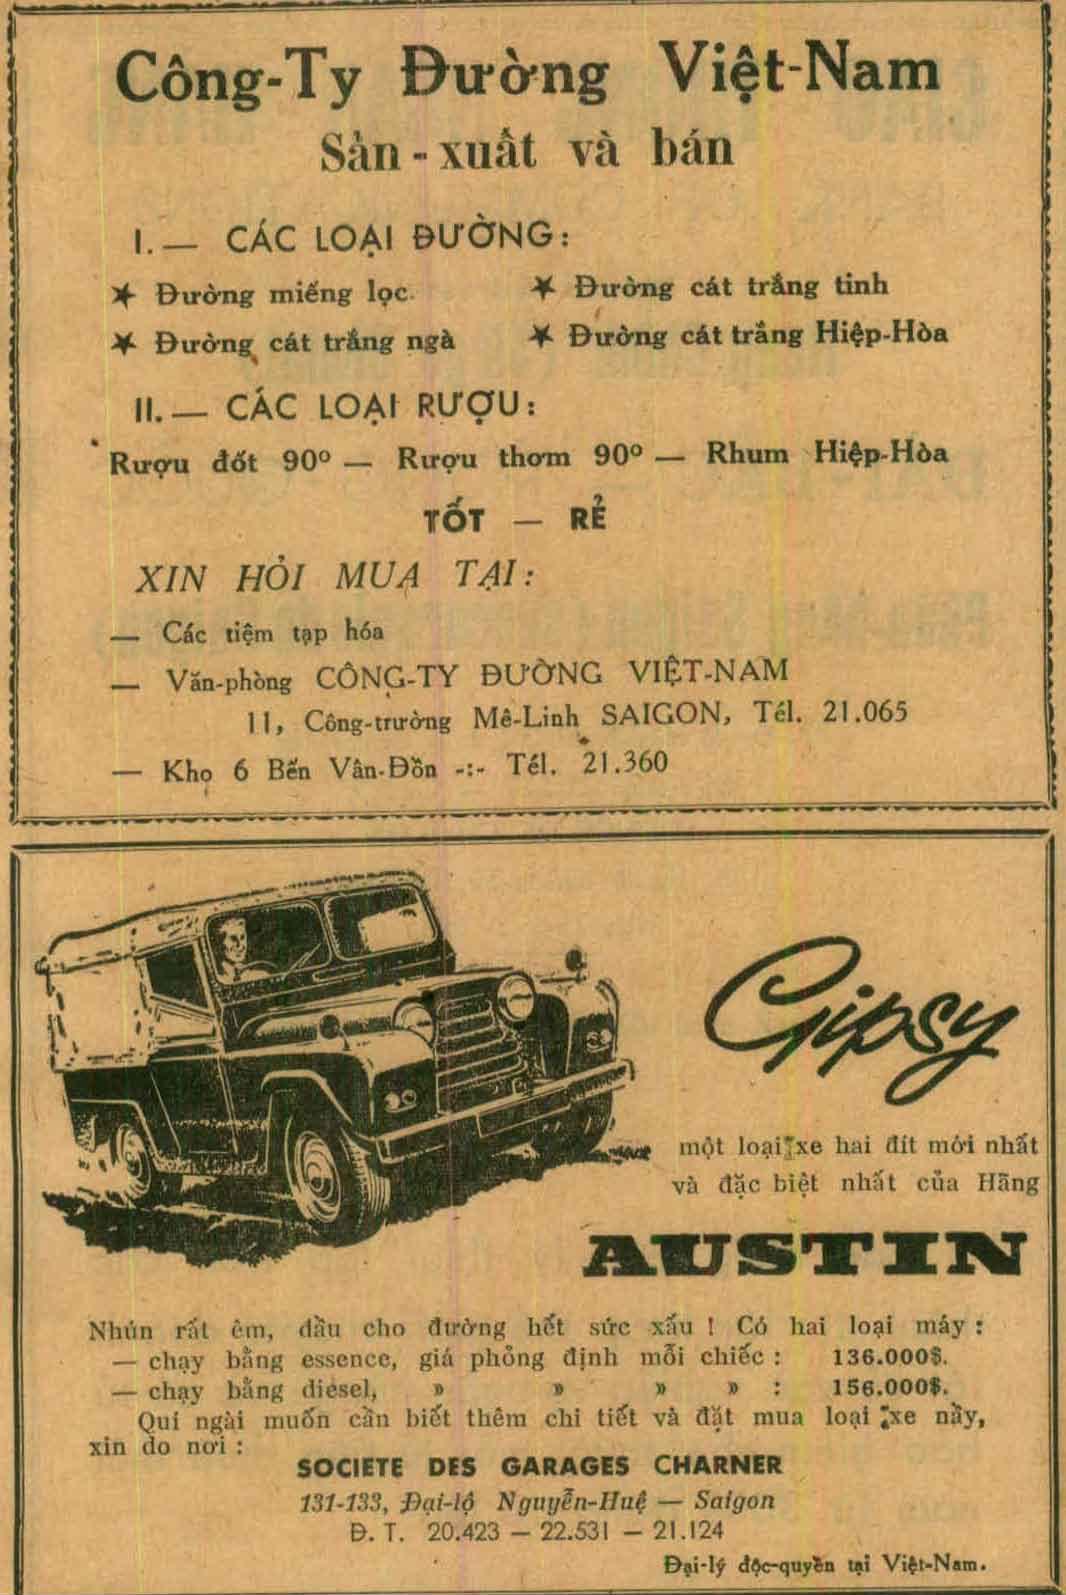 Công-Ty Đường Việt-Nam
Sản-xuất và bán
I.— CÁC LOẠI ĐƯỜNG:
★ Đường miếng lọc. ★ Đường cát trắng tinh
★ Đường cát trắng ngà ★ Đường cát trắng Hiệp-Hòa
II.— CÁC LOẠI RƯỢU:
Rượu đốt 90º — Rượu thơm 90º — Rhum Hiệp-Hòa
TỐT — RẺ
XIN HỎI MUA TẠI:
— Các tiệm tạp hóa
— Văn-phòng CÔNG-TY ĐƯỜNG VIỆT-NAM
11, Công-trường Mê-Linh SAIGON, Tél. 21.065
— Kho 6 Bến Vân-Đồn -:- Tél. 21.360
Gipsy
một loại xe hai đít mới nhất
và đặc biệt nhất của Hãng
AUSTIN
Nhún rất êm, dầu cho đường hết sức xấu ! Có hai loại máy :
— chạy bằng essence, giá phỏng định mỗi chiếc : 136.000$.
— chạy bằng diésel, » » » » : 156.000$.
Quí ngài muốn cần biết thêm chi tiết và đặt mua loại xe nầy,
xin do nơi :
SOCIETE DES GARAGES CHARNER
131-133, Đại-lộ Nguyễn-Huệ — Saigon
Đ. T. 20.423 — 22.531 — 21.124
Đại-lý độc-quyền tại Việt-Nam.